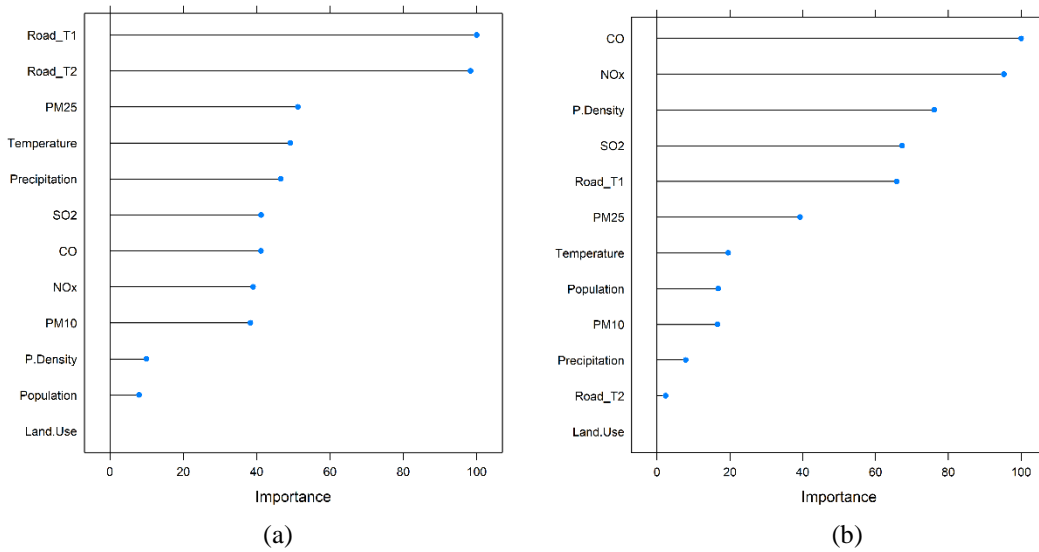 Road_T1
Road_T2
PM25
Temperature
Precipitation
SO2
CO
NOx
PM10
P.Density
Population
Land.Use
0 20 40 60 80 100
Importance
(a)
CO
NOx
P.Density
SO2
Road_T1
PM25
Temperature
Population
PM10
Precipitation
Road_T2
Land.Use
0 20 40 60 80 100
Importance
(b)